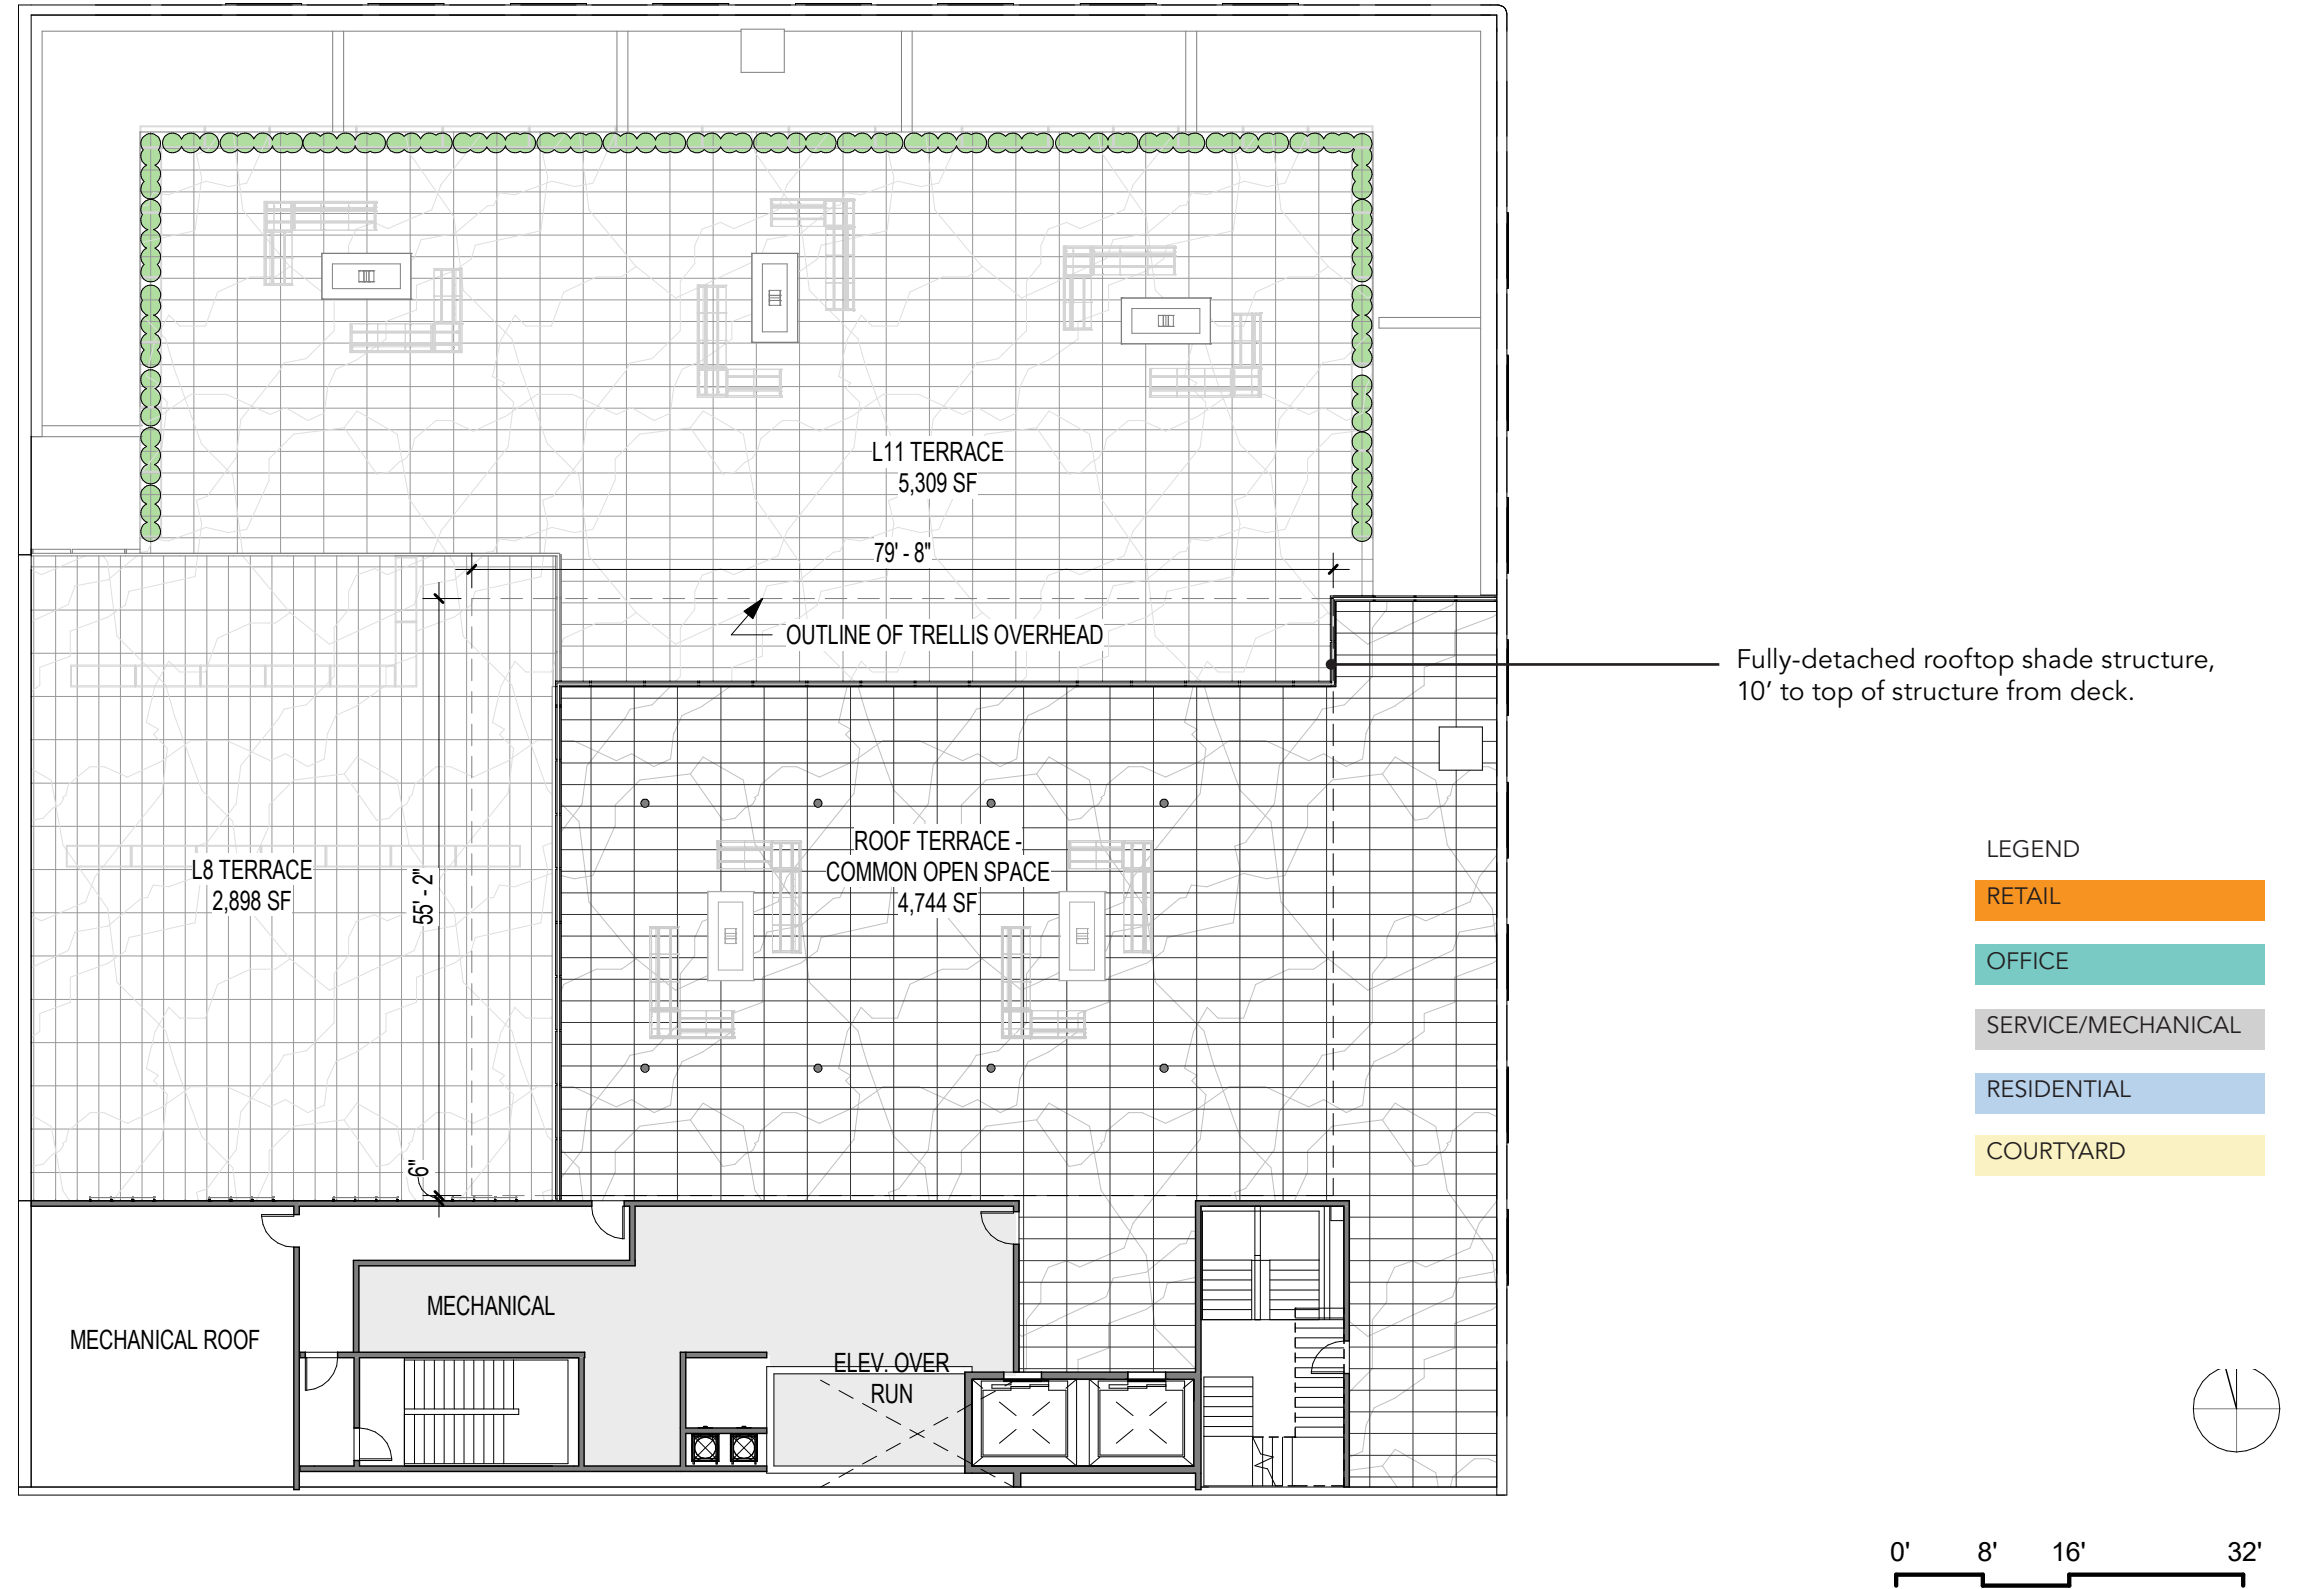 L11 TERRACE
5,309 SF
79' - 8"
OUTLINE OF TRELLIS OVERHEAD
Fully-detached rooftop shade structure,
10’ to top of structure from deck.
ROOF TERRACE -
COMMON OPEN SPACE
4,744 SF
L8 TERRACE
2,898 SF
55' - 2"
6"
LEGEND
RETAIL
OFFICE
SERVICE/MECHANICAL
RESIDENTIAL
COURTYARD
MECHANICAL
MECHANICAL ROOF
ELEV. OVER
RUN
0' 8' 16' 32'